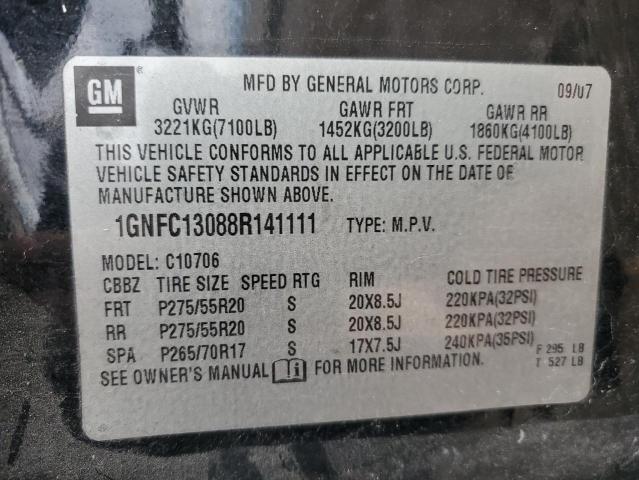 GM
MFD BY GENERAL MOTORS CORP. 09/07
GVWR GAWR FRT GAWR RR
3221KG(7100LB) 1452KG(3200LB) 1860KG(4100LB)
THIS VEHICLE CONFORMS TO ALL APPLICABLE U.S. FEDERAL MOTOR
VEHICLE SAFETY STANDARDS IN EFFECT ON THE DATE OF
MANUFACTURE SHOWN ABOVE.
1GNFC13088R141111 TYPE: M.P.V.
MODEL: C10706
CBBZ TIRE SIZE SPEED RTG RIM COLD TIRE PRESSURE
FRT P275/55R20 S 20X8.5J 220KPA(32PSI)
RR P275/55R20 S 20X8.5J 220KPA(32PSI)
SPA P265/70R17 S 17X7.5J 240KPA(35PSI) F 295 LB
T 527 LB
SEE OWNER'S MANUAL FOR MORE INFORMATION.